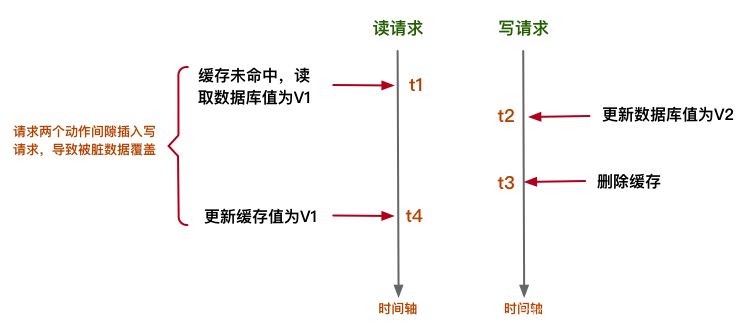 读请求
写请求
缓存未命中，读
取数据库值为V1
t1
t2
更新数据库值为V2
请求两个动作间隙插入写
请求，导致被脏数据覆盖
t3
删除缓存
更新缓存值为V1
t4
时间轴
时间轴